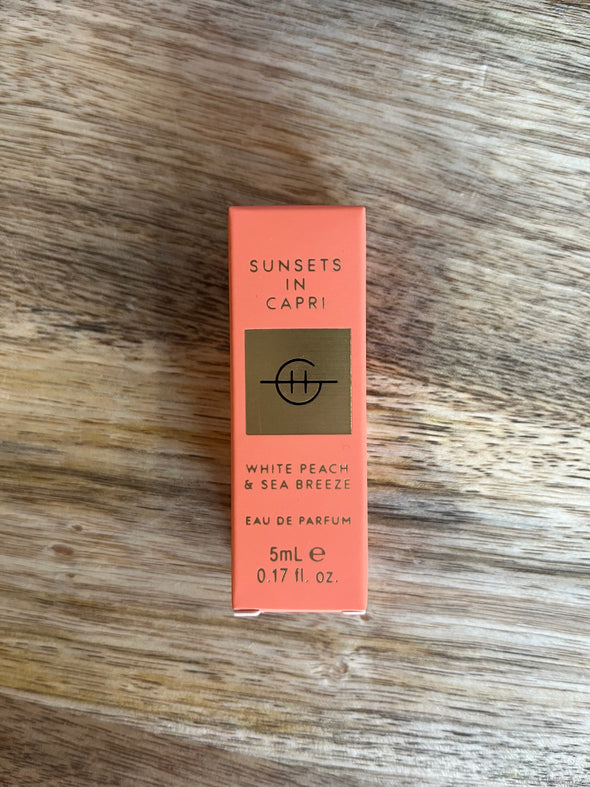 SUNSETS
IN
CAPRI
WHITE PEACH
& SEA BREEZE
EAU DE PARFUM
5mL ℮
0.17 fl. oz.